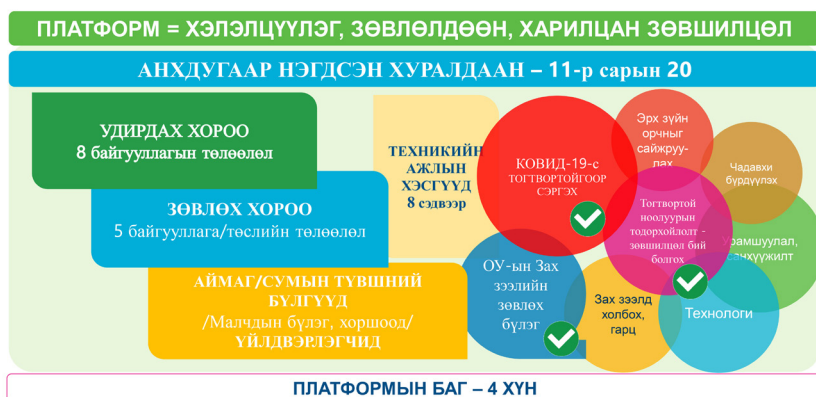 ПЛАТФОРМ = ХЭЛЭЛЦҮҮЛЭГ, ЗӨВЛӨЛДӨӨН, ХАРИЛЦАН ЗӨВШИЛЦӨЛ
АНХДУГААР НЭГДСЭН ХУРАЛДААН – 11-р сарын 20
УДИРДАХ ХОРОО
8 байгууллагын төлөөлөл
ЗӨВЛӨХ ХОРОО
5 байгууллага/төслийн төлөөлөл
АЙМАГ/СУМЫН ТҮВШНИЙ
БҮЛГҮҮД
/Малчдын бүлэг, хоршоод/
ҮЙЛДВЭРЛЭГЧИД
ТЕХНИКИЙН
АЖЛЫН
ХЭСГҮҮД
8 сэдвээр
КОВИД-19-с
ТОГТВОРТОЙГООР
СЭРГЭХ
Эрх зүйн
орчныг
сайжруу-
лах
Чадавхи
бүрдүүлэх
Тогтвортой
ноолуурын
тодорхойлолт -
зөвшилцөл бий
болгох
Урамшуулал,
санхүүжилт
ОУ-ын Зах
зээлийн
зөвлөх
бүлэг
Зах зээлд
холбох,
гарц
Технологи
ПЛАТФОРМЫН БАГ – 4 ХҮН